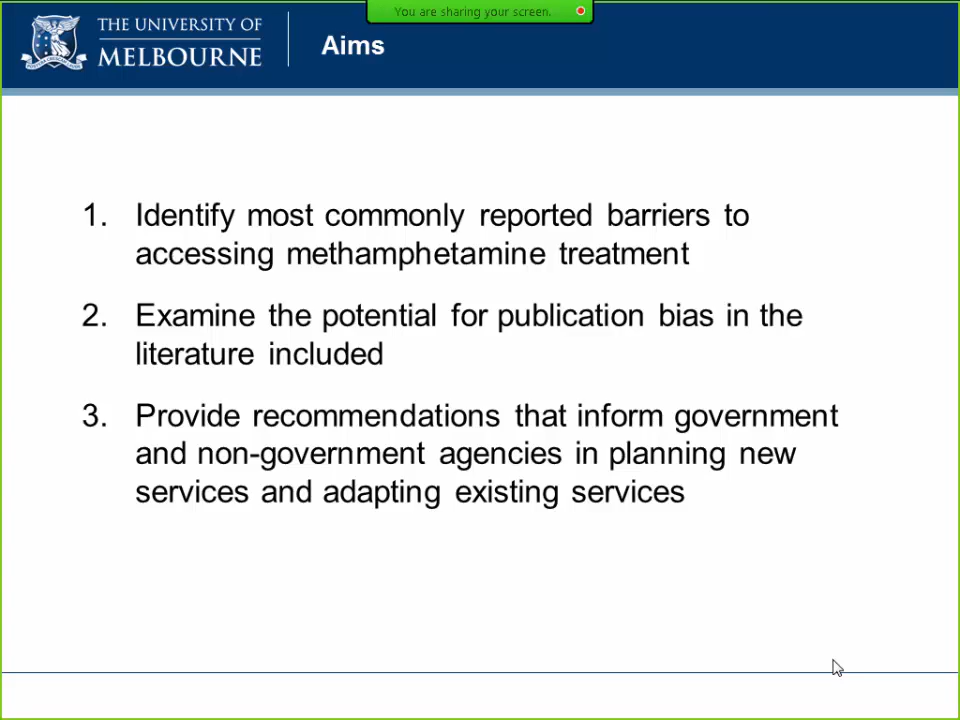 You are sharing your screen.
THE UNIVERSITY OF
MELBOURNE
Aims
1. Identify most commonly reported barriers to
accessing methamphetamine treatment
2. Examine the potential for publication bias in the
literature included
3. Provide recommendations that inform government
and non-government agencies in planning new
services and adapting existing services